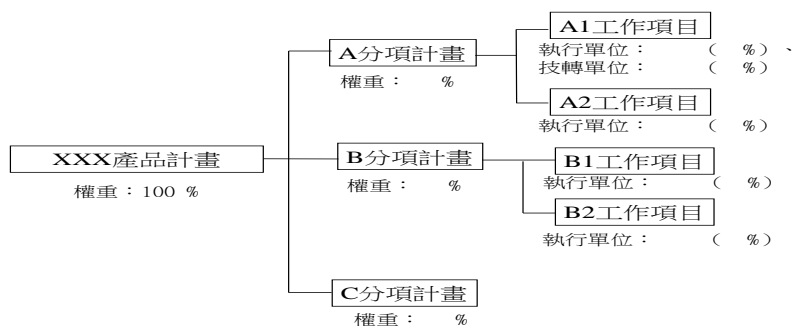 XXX產品計畫
權重：100 %
A分項計畫
權重： %
A1工作項目
執行單位： ( %)、
技轉單位： ( %)
A2工作項目
執行單位： ( %)
B分項計畫
權重： %
B1工作項目
執行單位： ( %)
B2工作項目
執行單位： ( %)
C分項計畫
權重： %